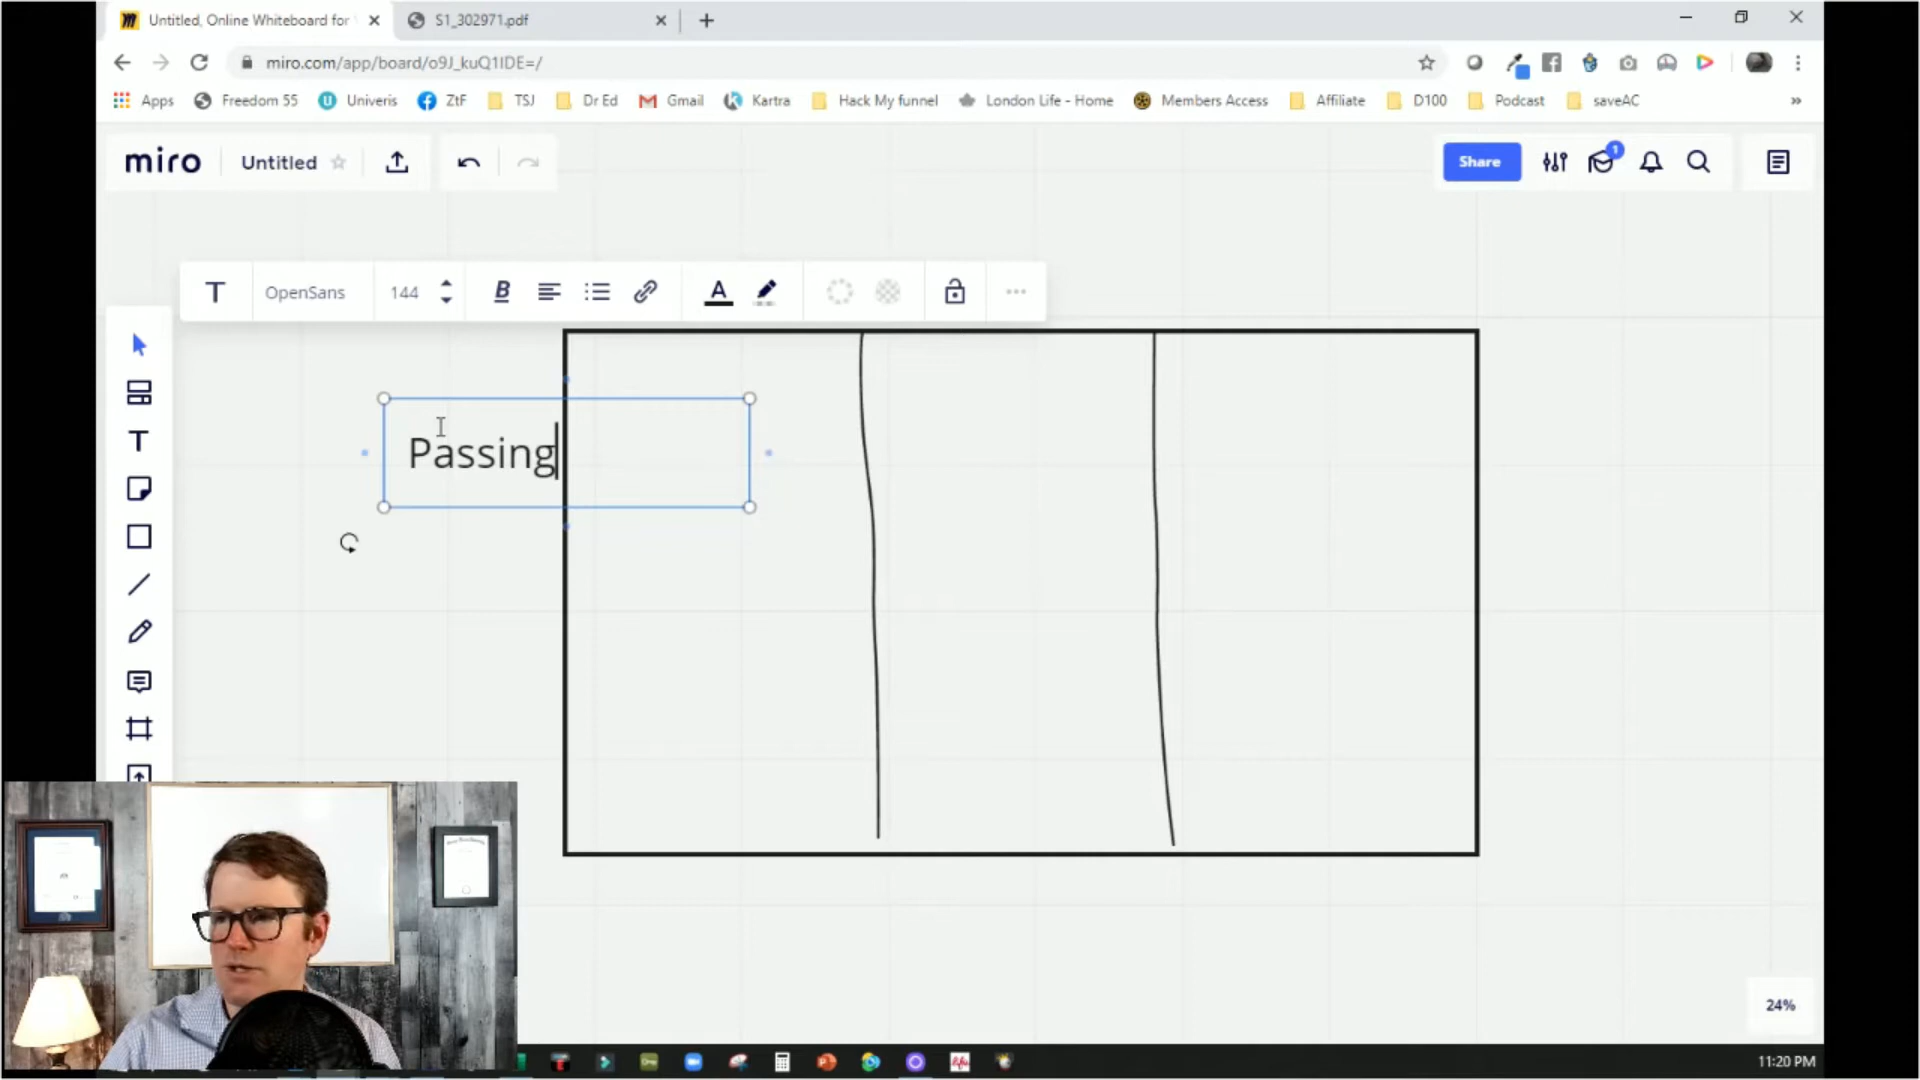 Untitled, Online Whiteboard for
S1_302971.pdf
miro.com/app/board/o9J_kuQ1IDE=/
Apps Freedom 55 Univeris ZtF TSJ Dr Ed Gmail Kartra Hack My funnel London Life - Home Members Access Affiliate D100 Podcast saveAC
miro Untitled Share 1
OpenSans 144 B A
T
Passing
24%
11:20 PM